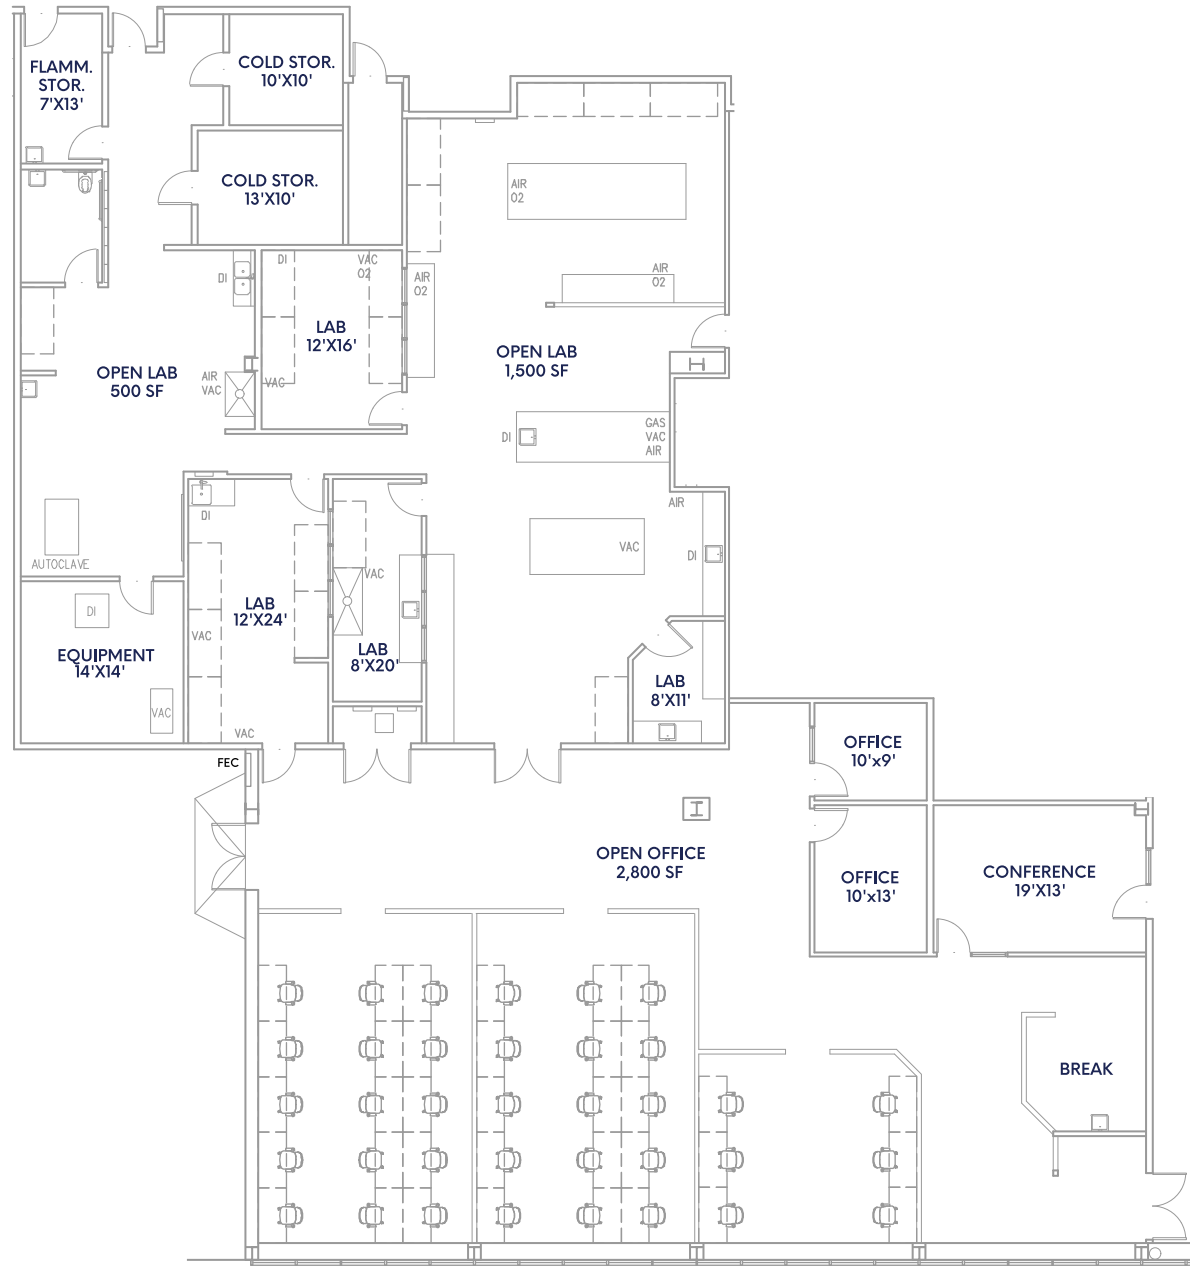 FLAMM.
STOR.
7'X13'
COLD STOR.
10'X10'
COLD STOR.
13'X10'
AIR
O2
DI
DI
VAC
O2
AIR
O2
AIR
O2
LAB
12'X16'
OPEN LAB
1,500 SF
OPEN LAB
500 SF
AIR
VAC
VAC
GAS
VAC
AIR
DI
AIR
DI
VAC
DI
AUTOCLAVE
VAC
DI
LAB
12'X24'
VAC
LAB
8'X20'
EQUIPMENT
14'X14'
VAC
VAC
LAB
8'X11'
FEC
OFFICE
10'x9'
OPEN OFFICE
2,800 SF
OFFICE
10'x13'
CONFERENCE
19'X13'
BREAK